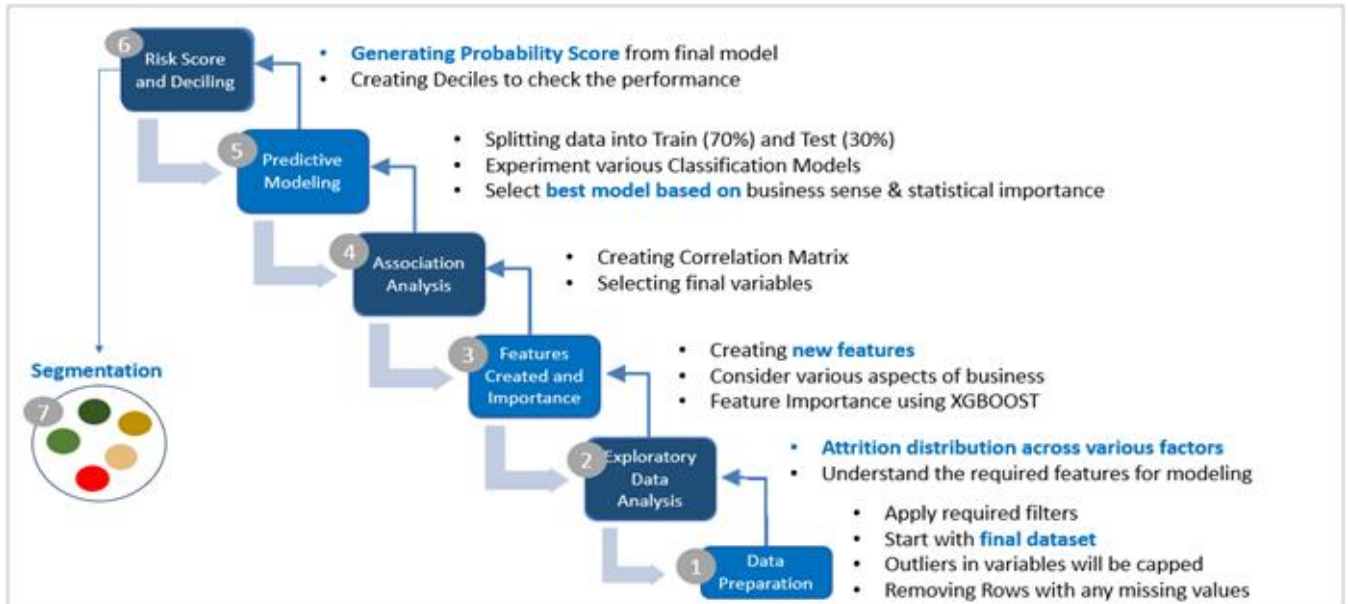 6
Risk Score
and Deciling
• Generating Probability Score from final model
• Creating Deciles to check the performance
5
Predictive
Modeling
• Splitting data into Train (70%) and Test (30%)
• Experiment various Classification Models
• Select best model based on business sense & statistical importance
4
Association
Analysis
• Creating Correlation Matrix
• Selecting final variables
3
Features
Created and
Importance
• Creating new features
• Consider various aspects of business
• Feature Importance using XGBOOST
Segmentation
7
2
Exploratory
Data
Analysis
• Attrition distribution across various factors
• Understand the required features for modeling
1
Data
Preparation
• Apply required filters
• Start with final dataset
• Outliers in variables will be capped
• Removing Rows with any missing values